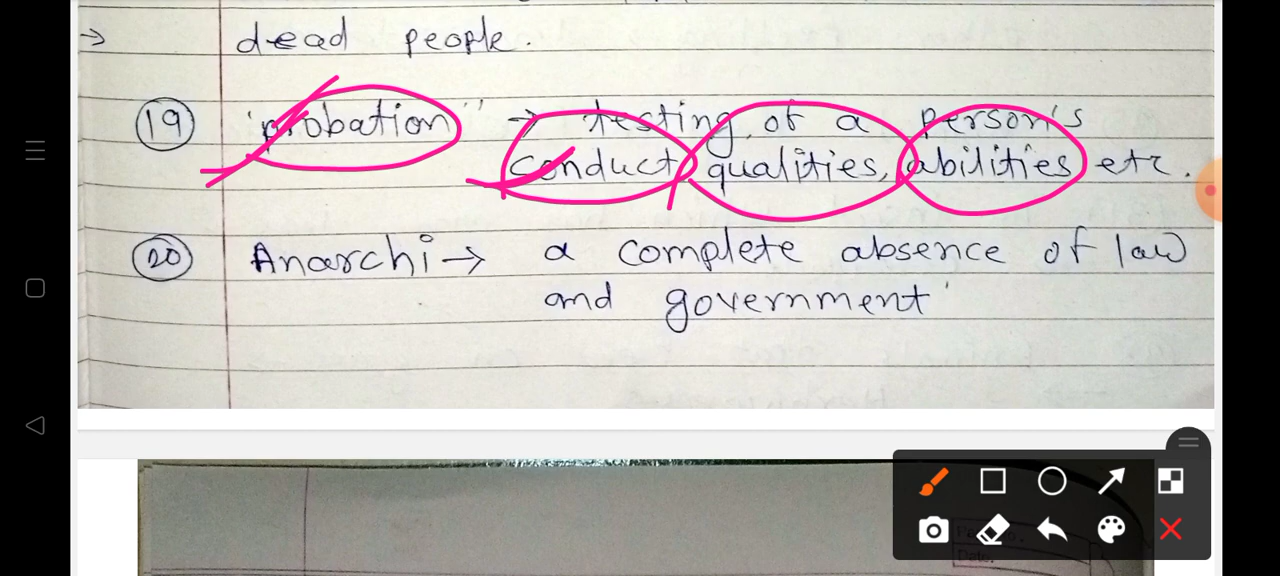 → dead people.
(19) "probation" → testing of a person's
conduct, qualities, abilities etc.
(20) Anarchi → a complete absence of law
and government